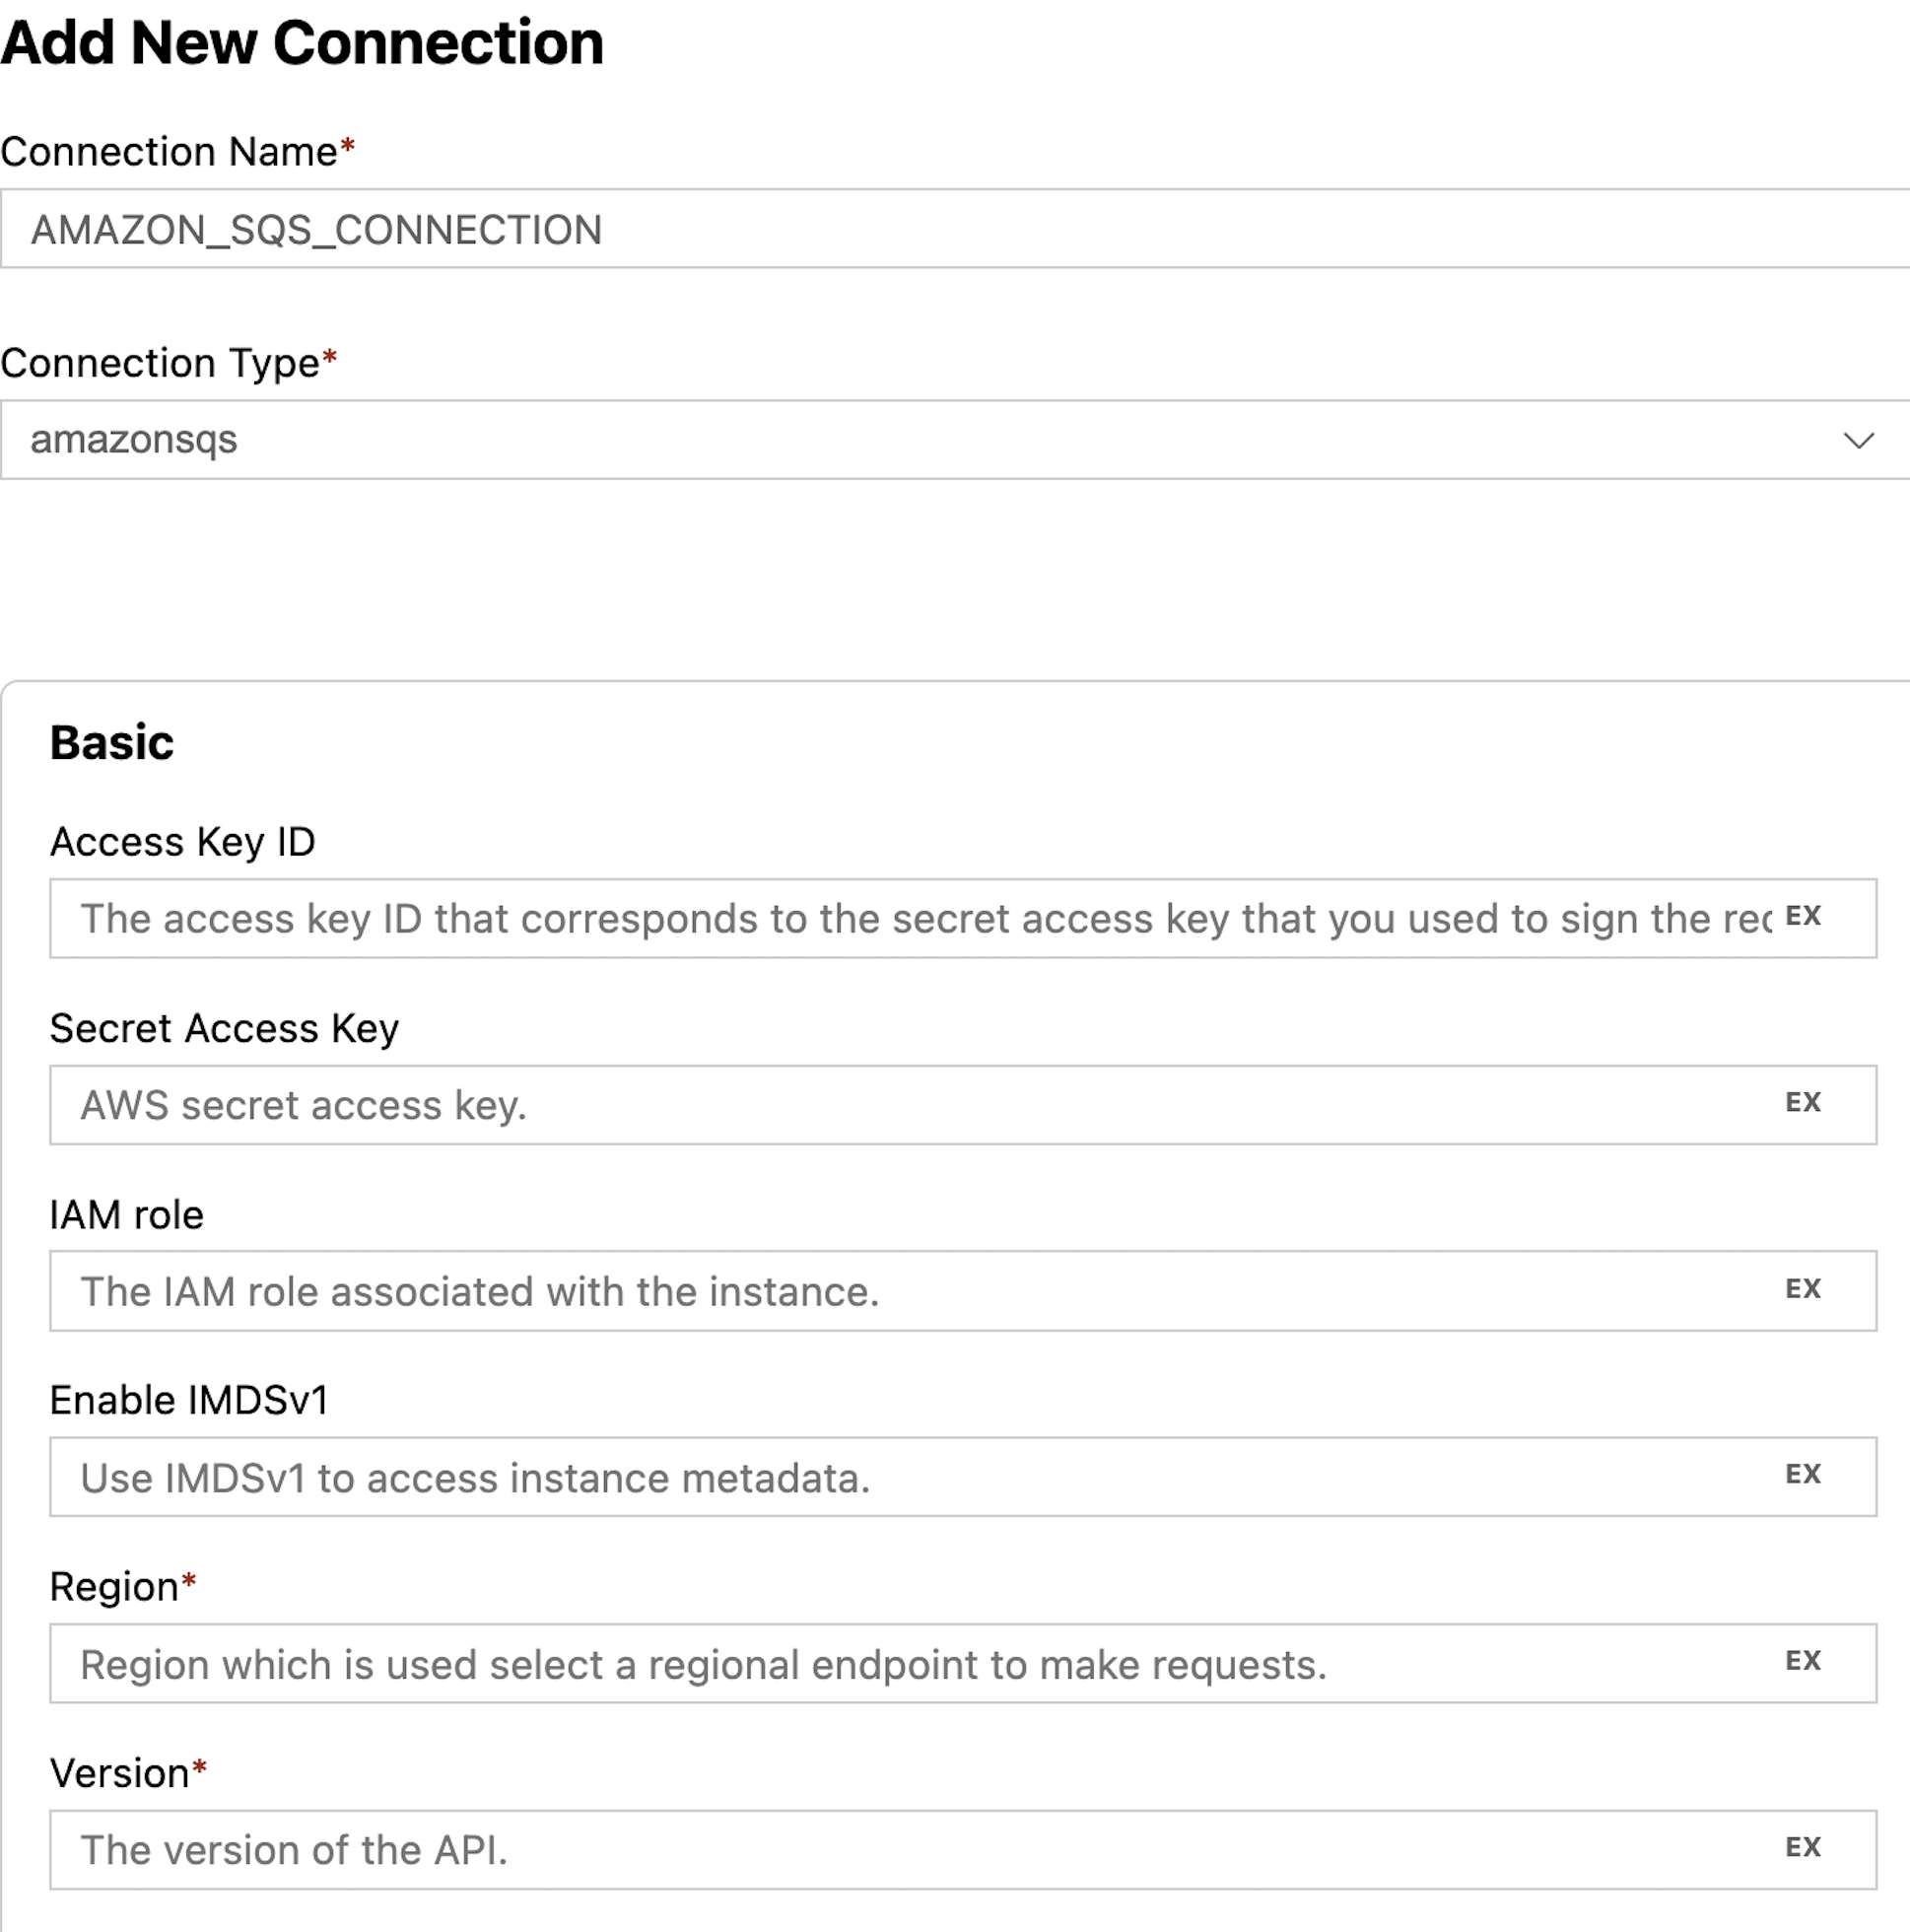 Add New Connection
Connection Name*
AMAZON_SQS_CONNECTION
Connection Type*
amazonsqs
Basic
Access Key ID
The access key ID that corresponds to the secret access key that you used to sign the EX
Secret Access Key
AWS secret access key. EX
IAM role
The IAM role associated with the instance. EX
Enable IMDSv1
Use IMDSv1 to access instance metadata. EX
Region*
Region which is used select a regional endpoint to make requests. EX
Version*
The version of the API. EX